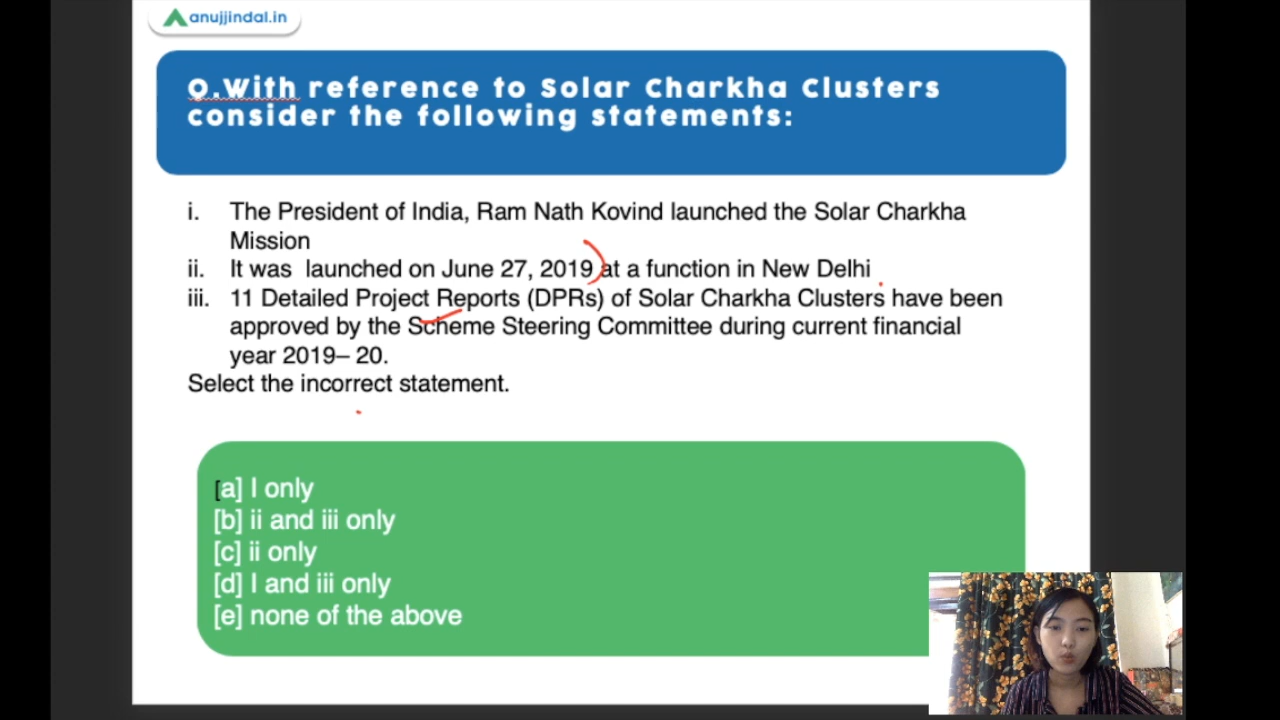 anujjindal.in
Q.With reference to Solar Charkha Clusters
consider the following statements:
i. The President of India, Ram Nath Kovind launched the Solar Charkha
Mission
ii. It was launched on June 27, 2019 at a function in New Delhi
iii. 11 Detailed Project Reports (DPRs) of Solar Charkha Clusters have been
approved by the Scheme Steering Committee during current financial
year 2019– 20.
Select the incorrect statement.
[a] I only
[b] ii and iii only
[c] ii only
[d] I and iii only
[e] none of the above